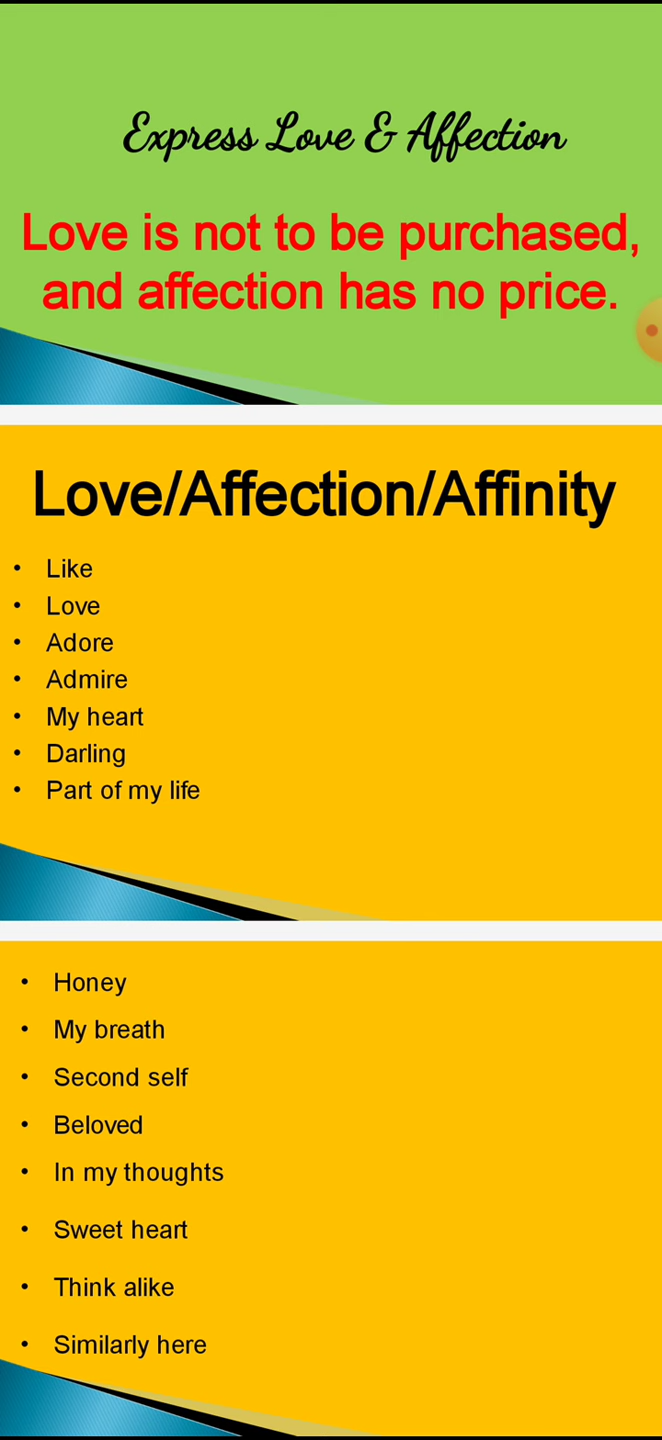 Express Love & Affection
Love is not to be purchased,
and affection has no price.
Love/Affection/Affinity
• Like
• Love
• Adore
• Admire
• My heart
• Darling
• Part of my life
• Honey
• My breath
• Second self
• Beloved
• In my thoughts
• Sweet heart
• Think alike
• Similarly here